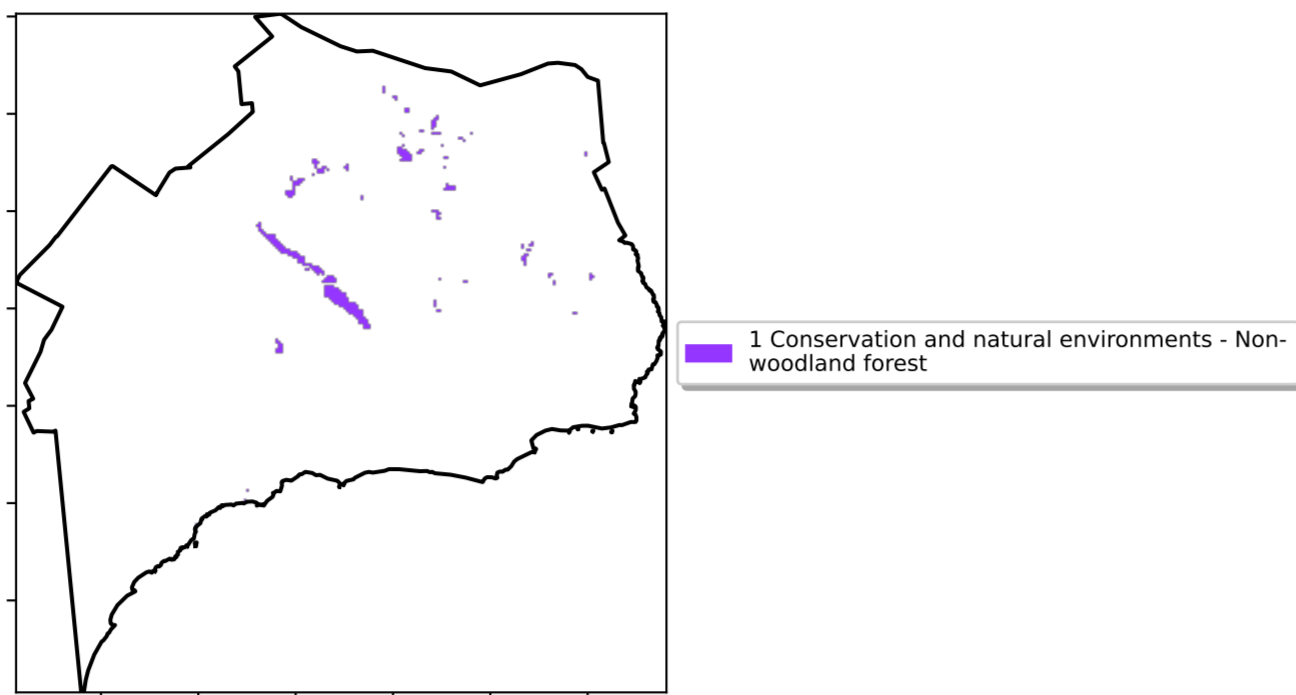 1 Conservation and natural environments - Non-
woodland forest